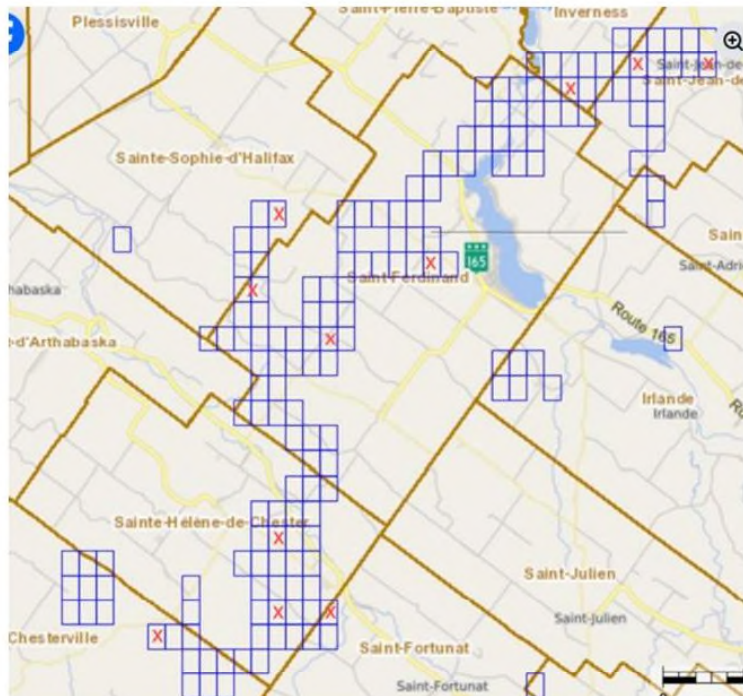 Plessisville
Saint-Pierre-Baptiste
Inverness
Saint-Jean-de-
Saint-Jean-de-
Sainte-Sophie-d'Halifax
Sain
Saint-Adri
habaska
165
Saint-Ferdinand
Route 165
e-d'Arthabaska
Irlande
Irlande
Sainte-Hélène-de-Chester
Saint-Julien
Saint-Julien
Chesterville
Saint-Fortunat
Saint-Fortunat
X
X
X
X
X
X
X
X
X
X
X